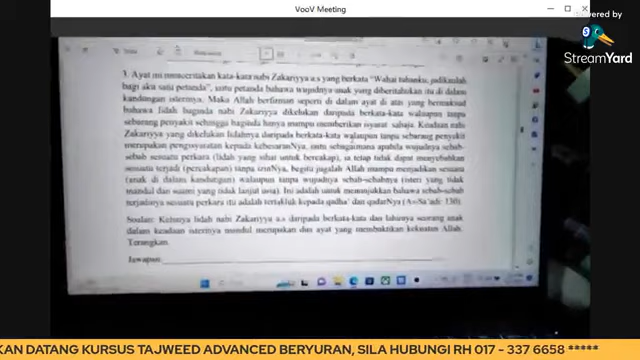 VooV Meeting
Powered by
StreamYard
3. Ayat ini menceritakan kata-kata nabi Zakariyya a.s yang berkata "Wahai tuhanku, jadikanlah
bagi aku satu petanda", iaitu petanda bahawa wujudnya anak yang diberitahukan itu di dalam
kandungan isterinya. Maka Allah berfirman seperti di dalam ayat di atas yang bermaksud
bahawa lidah baginda nabi Zakariyya dikelukan daripada berkata-kata walaupun tanpa
sebarang penyakit sehingga baginda hanya mampu memberikan isyarat sahaja. Keadaan nabi
Zakariyya yang dikelukan lidahnya daripada berkata-kata walaupun tanpa sebarang penyakit
merupakan pengisyaratan kepada kebesaranNya, iaitu sebagaimana apabila wujudnya sebab-
sebab sesuatu perkara (lidah yang sihat untuk bercakap), ia tetap tidak dapat menyebabkan
sesuatu terjadi (percakapan) tanpa izinNya, begitu jugalah Allah mampu menjadikan sesuatu
(anak di dalam kandungan) walaupun tanpa wujudnya sebab-sebabnya (isteri yang tidak
mandul dan suami yang tidak lanjut usia). Ini adalah untuk menunjukkan bahawa sebab-sebab
terjadinya sesuatu perkara itu adalah tertakluk kepada qadha' dan qadarNya (As-Sa'adi: 130).
Soalan: Kelunya lidah nabi Zakariyya a.s daripada berkata-kata dan lahirnya seorang anak
dalam keadaan isterinya mandul merupakan dua ayat yang membuktikan kekuatan Allah.
Terangkan.
Jawapan:
KAN DATANG KURSUS TAJWEED ADVANCED BERYURAN, SILA HUBUNGI RH 017 - 337 6658 *****